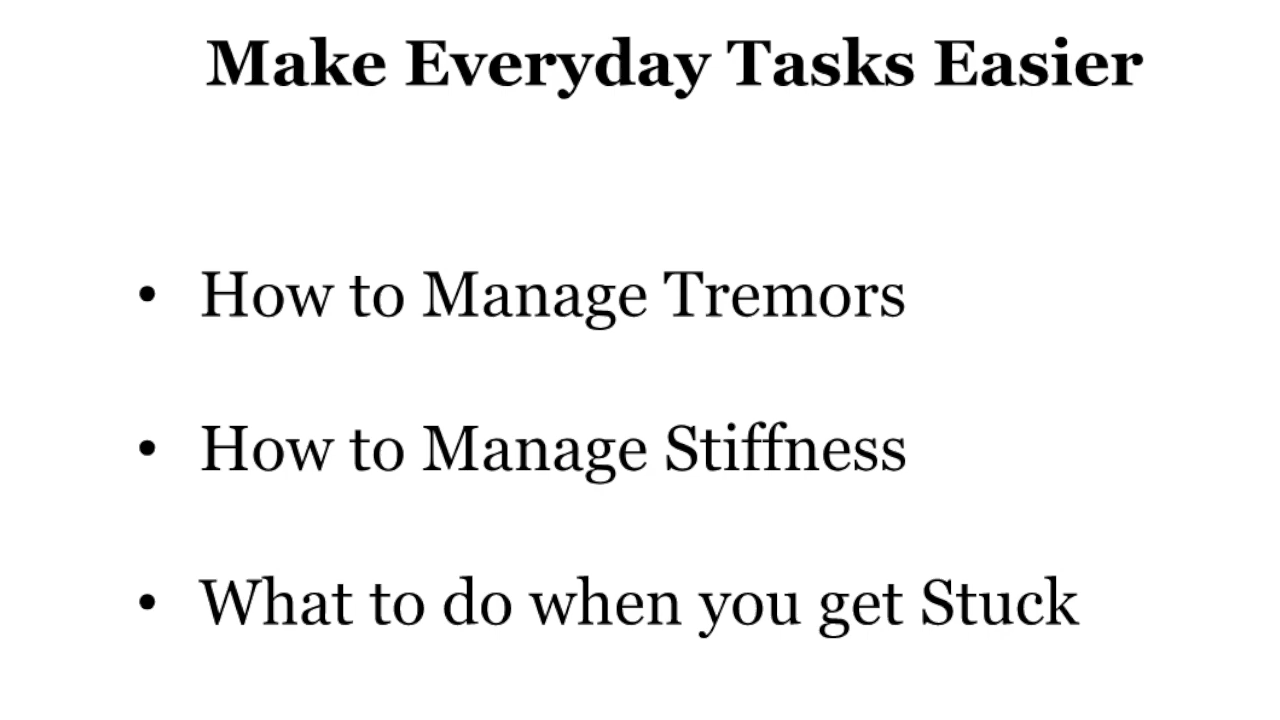 Make Everyday Tasks Easier
• How to Manage Tremors
• How to Manage Stiffness
• What to do when you get Stuck